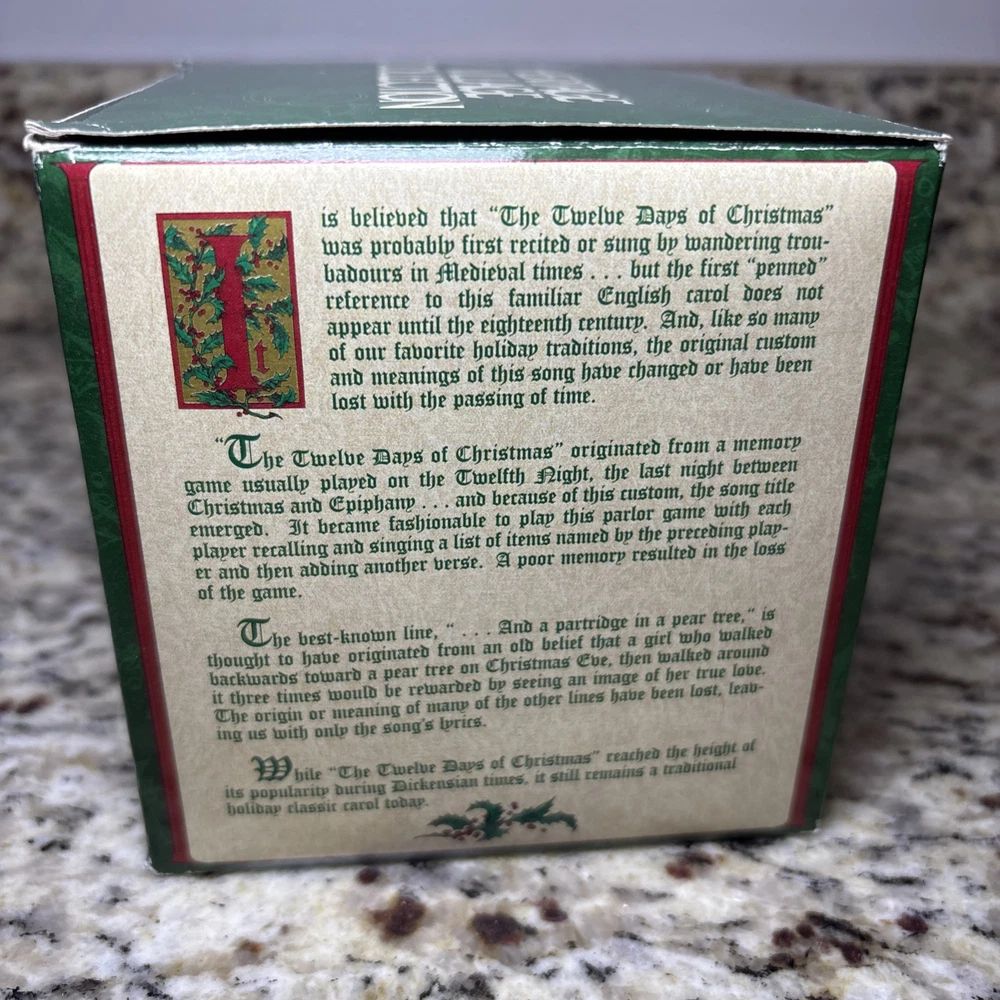 It is believed that “The Twelve Days of Christmas”
was probably first recited or sung by wandering trou-
badours in Medieval times . . . but the first “penned”
reference to this familiar English carol does not
appear until the eighteenth century. And, like so many
of our favorite holiday traditions, the original custom
and meanings of this song have changed or have been
lost with the passing of time.
“The Twelve Days of Christmas” originated from a memory
game usually played on the Twelfth Night, the last night between
Christmas and Epiphany . . . and because of this custom, the song title
emerged. It became fashionable to play this parlor game with each
player recalling and singing a list of items named by the preceding play-
er and then adding another verse. A poor memory resulted in the loss
of the game.
The best-known line, “ . . . And a partridge in a pear tree,” is
thought to have originated from an old belief that a girl who walked
backwards toward a pear tree on Christmas Eve, then walked around
it three times would be rewarded by seeing an image of her true love.
The origin or meaning of many of the other lines have been lost, leav-
ing us with only the song's lyrics.
While “The Twelve Days of Christmas” reached the height of
its popularity during Dickensian times, it still remains a traditional
holiday classic carol today.